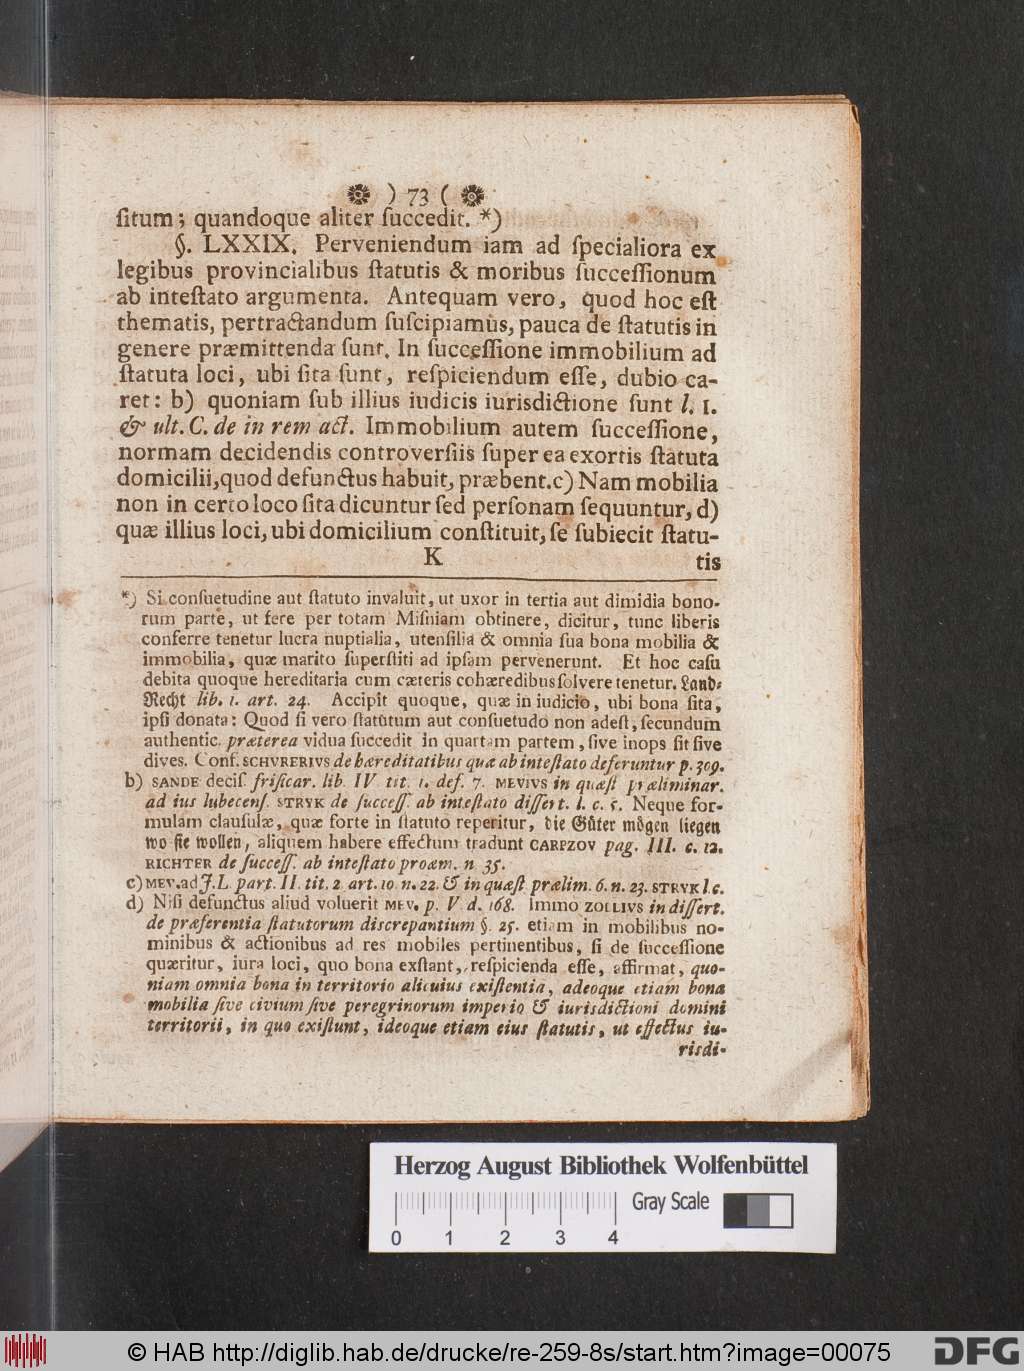 ❁ ) 73 ( ❁
ſitum; quandoque aliter ſuccedit. *)
§. LXXIX. Perveniendum iam ad ſpecialiora ex
legibus provincialibus ſtatutis & moribus ſucceſſionum
ab inteſtato argumenta. Antequam vero, quod hoc eſt
thematis, pertractandum ſuſcipiamus, pauca de ſtatutis in
genere præmittenda ſunt. In ſucceſſione immobilium ad
ſtatuta loci, ubi ſita ſunt, reſpiciendum eſſe, dubio ca-
ret: b) quoniam ſub illius iudicis iurisdictione ſunt l. 1.
& ult. C. de in rem act. Immobilium autem ſucceſſione,
normam decidendis controverſiis ſuper ea exortis ſtatuta
domicilii, quod defunctus habuit, præbent. c) Nam mobilia
non in certo loco ſita dicuntur ſed perſonam ſequuntur, d)
quæ illius loci, ubi domicilium conſtituit, ſe ſubiecit ſtatu-
K tis
*) Si conſuetudine aut ſtatuto invaluit, ut uxor in tertia aut dimidia bono-
rum parte, ut fere per totam Miſniam obtinere, dicitur, tunc liberis
conferre tenetur lucra nuptialia, utenſilia & omnia ſua bona mobilia &
immobilia, quæ marito ſuperſtiti ad ipſam pervenerunt. Et hoc caſu
debita quoque hereditaria cum cæteris cohæredibus ſolvere tenetur. Land-
Recht lib. 1. art. 24. Accipit quoque, quæ in iudicio, ubi bona ſita,
ipſi donata: Quod ſi vero ſtatutum aut conſuetudo non adeſt, ſecundum
authentic. præterea vidua ſuccedit in quartam partem, ſive inops ſit ſive
dives. Conf. SCHVRERIVS de hæreditatibus quæ ab inteſtato deferuntur p. 309.
b) SANDE deciſ. friſicar. lib. IV tit. 1. def. 7. MEVIVS in quæſt præliminar.
ad ius lubecenſ. STRYK de ſucceſſ. ab inteſtato diſſert. l. c. 5. Neque for-
mulam clauſulæ, quæ forte in ſtatuto reperitur, die Güter mögen liegen
wo ſie wollen, aliquem habere effectum tradunt CARPZOV pag. III. c. 12.
RICHTER de ſucceſſ. ab inteſtato proœm. n 35.
c) MEV. ad J. L part. II. tit. 2 art. 10. n. 22. & in quæſt prælim. 6. n. 23. STRVK l c.
d) Niſi defunctus aliud voluerit MEV. p. V d. 168. Immo ZOLLIVS in diſſert.
de præferentia ſtatutorum discrepantium §. 25. etiam in mobilibus no-
minibus & actionibus ad res mobiles pertinentibus, ſi de ſucceſſione
quæritur, iura loci, quo bona exſtant, reſpicienda eſſe, affirmat, quo-
niam omnia bona in territorio alicuius exiſtentia, adeoque etiam bona
mobilia ſive civium ſive peregrinorum imperio & iurisdictioni domini
territorii, in quo exiſtunt, ideoque etiam eius ſtatutis, ut effectus iu-
risdi-
Herzog August Bibliothek Wolfenbüttel
Gray Scale
0 1 2 3 4
© HAB http://diglib.hab.de/drucke/re-259-8s/start.htm?image=00075
DFG